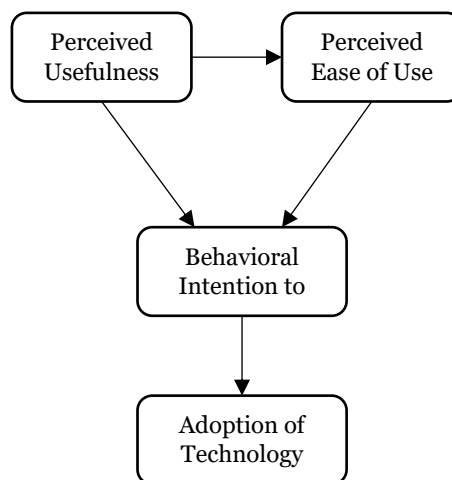 Perceived
Usefulness
Perceived
Ease of Use
Behavioral
Intention to
Adoption of
Technology